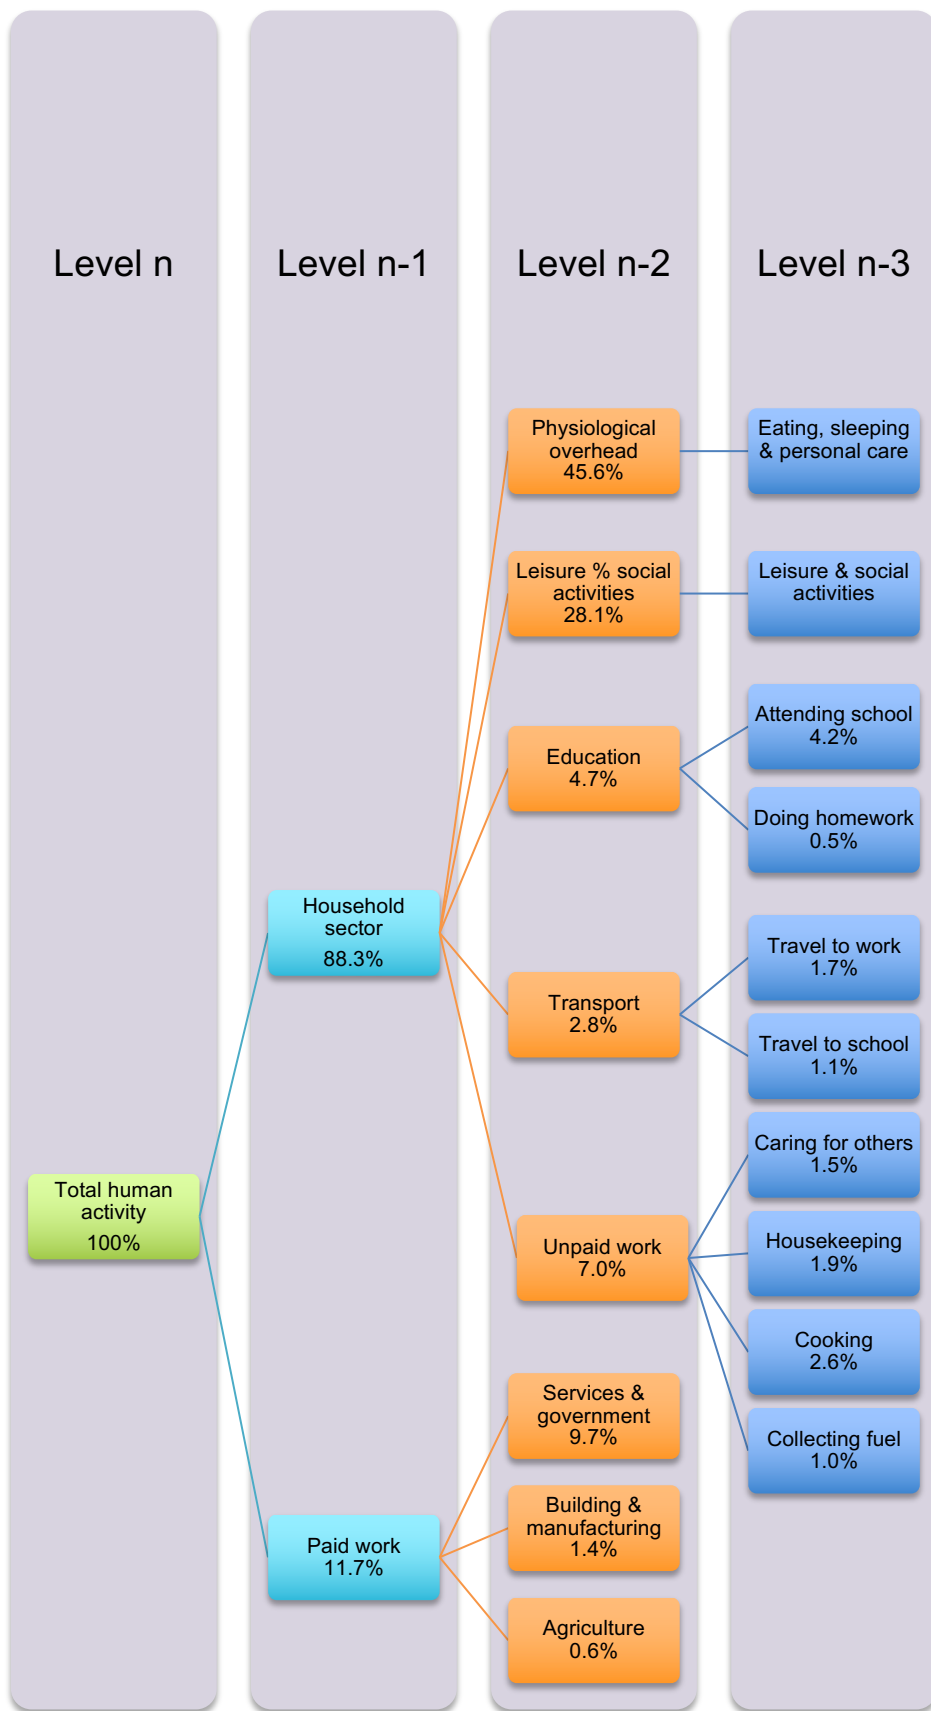 Level n
Level n-1
Level n-2
Level n-3
Total human
activity
100%
Household
sector
88.3%
Paid work
11.7%
Physiological
overhead
45.6%
Leisure % social
activities
28.1%
Education
4.7%
Transport
2.8%
Unpaid work
7.0%
Services &
government
9.7%
Building &
manufacturing
1.4%
Agriculture
0.6%
Eating, sleeping
& personal care
Leisure & social
activities
Attending school
4.2%
Doing homework
0.5%
Travel to work
1.7%
Travel to school
1.1%
Caring for others
1.5%
Housekeeping
1.9%
Cooking
2.6%
Collecting fuel
1.0%